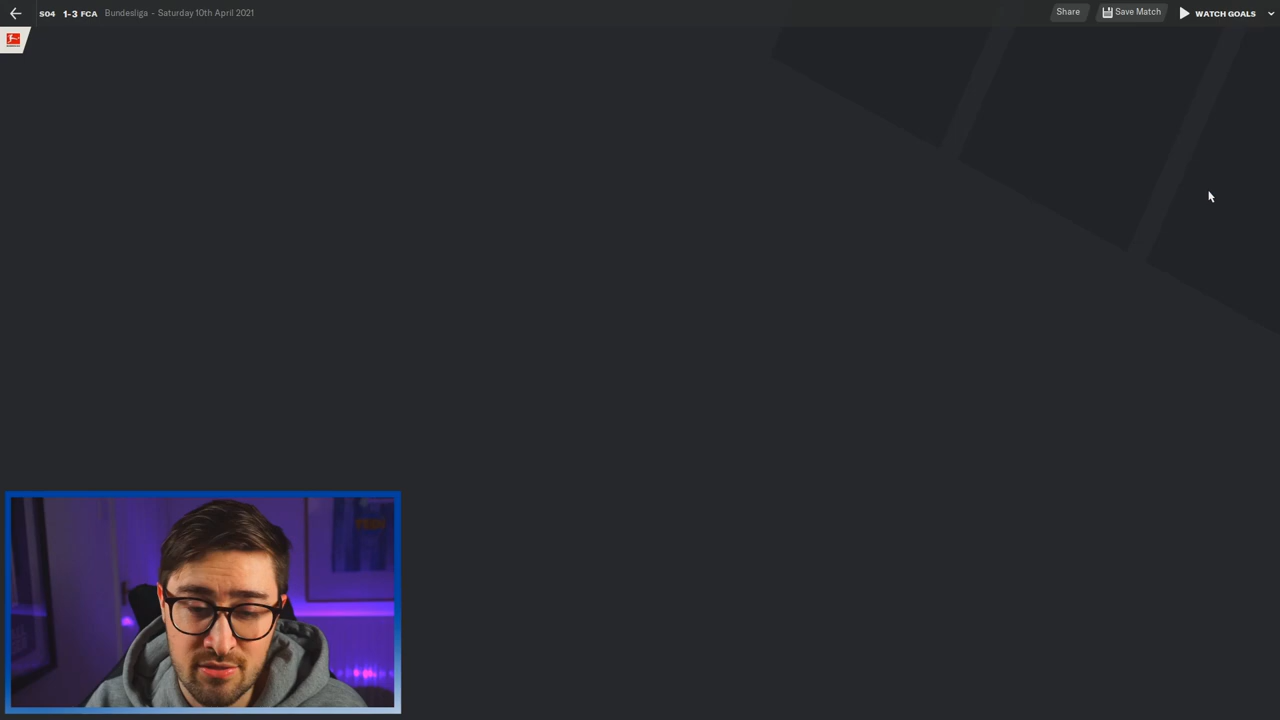 S04 1-3 FCA Bundesliga - Saturday 10th April 2021
Share
Save Match
WATCH GOALS